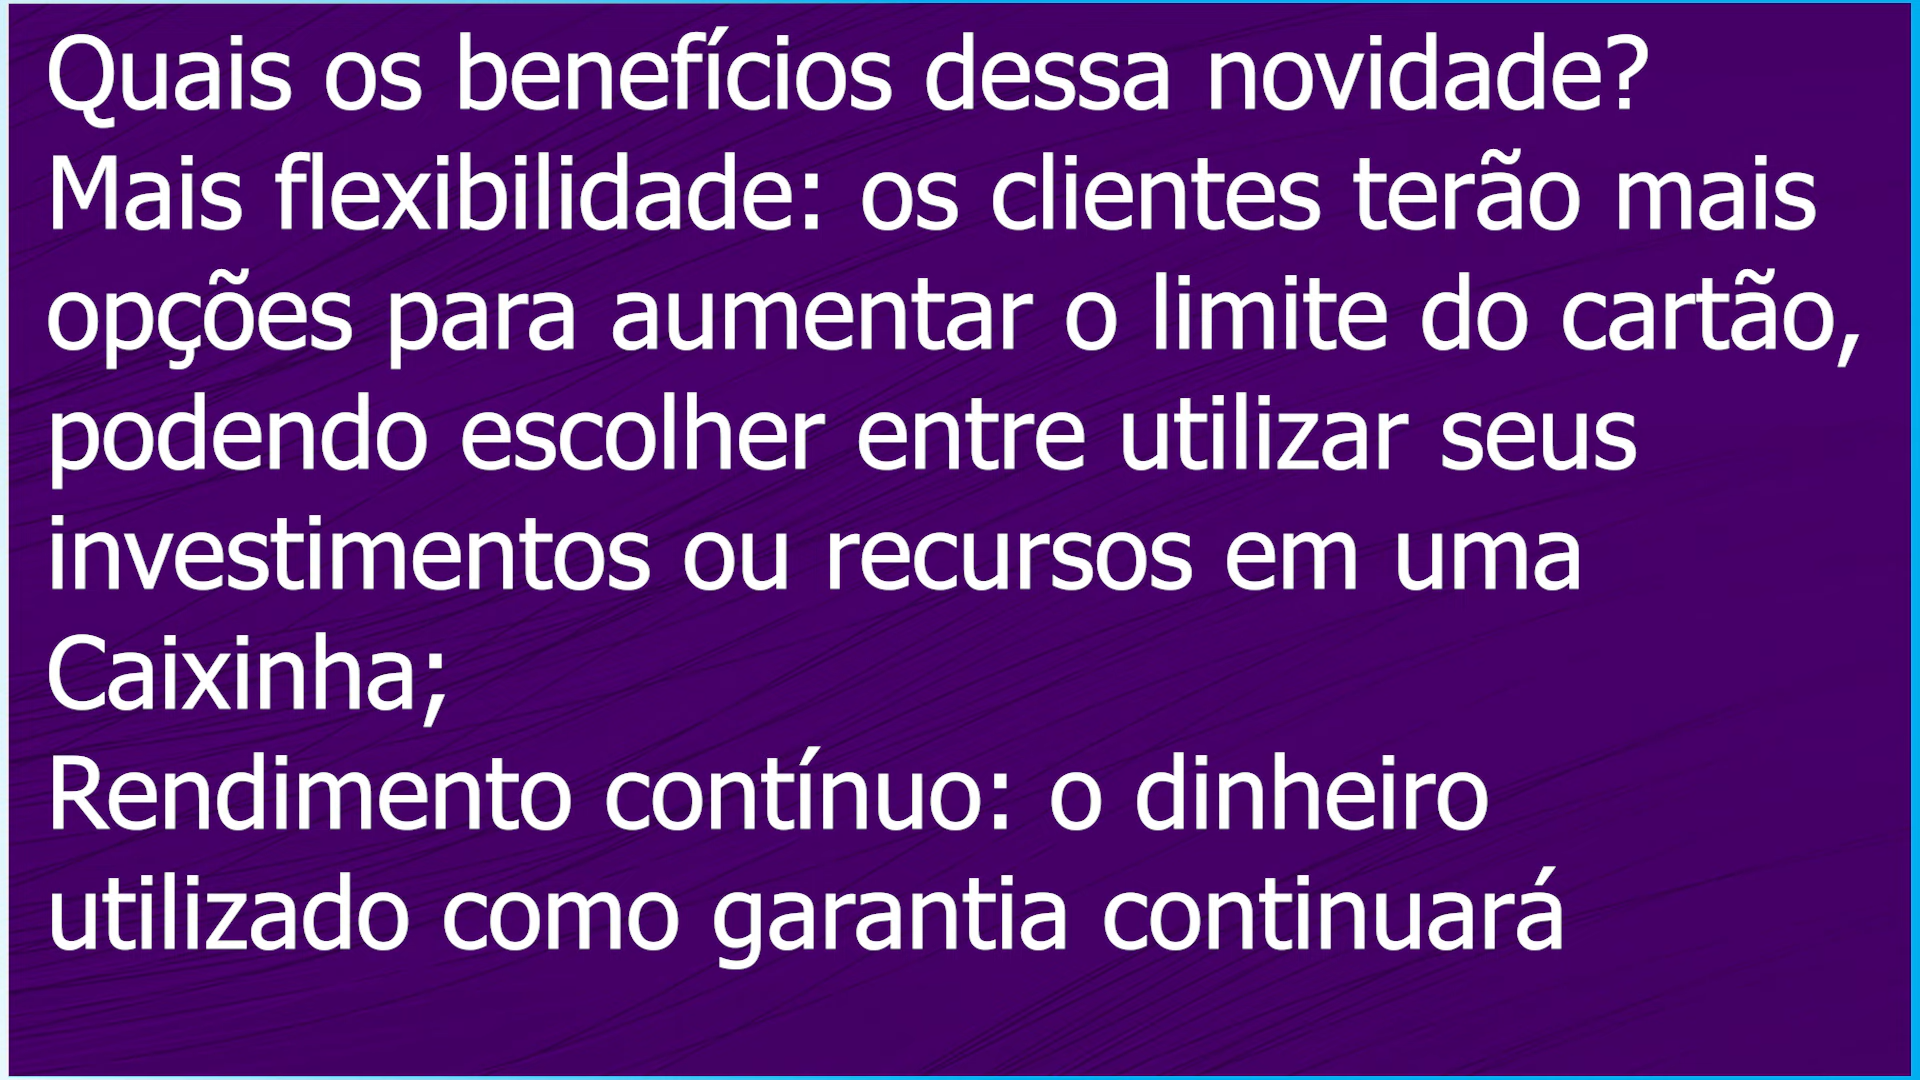 Quais os benefícios dessa novidade?
Mais flexibilidade: os clientes terão mais
opções para aumentar o limite do cartão,
podendo escolher entre utilizar seus
investimentos ou recursos em uma
Caixinha;
Rendimento contínuo: o dinheiro
utilizado como garantia continuará